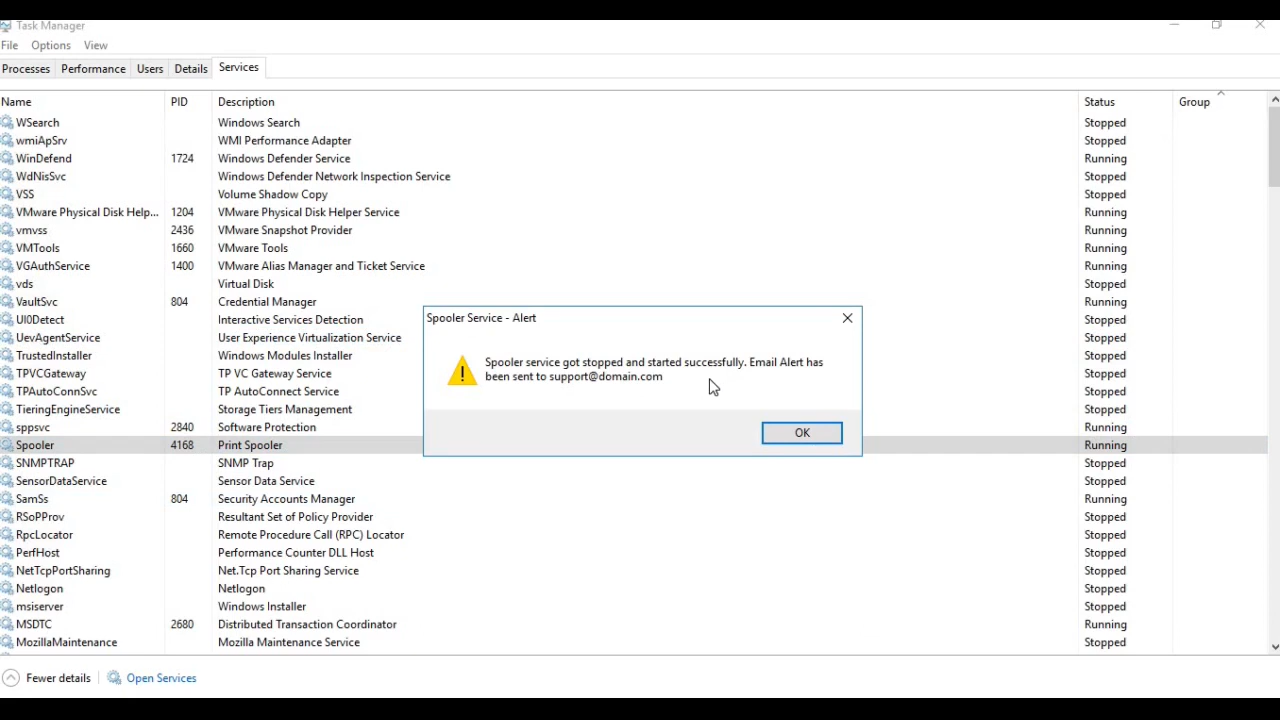 Task Manager
File Options View
Processes Performance Users Details Services
Name PID Description Status Group
WSearch Windows Search Stopped
wmiApSrv WMI Performance Adapter Stopped
WinDefend 1724 Windows Defender Service Running
WdNisSvc Windows Defender Network Inspection Service Stopped
VSS Volume Shadow Copy Stopped
VMware Physical Disk Help... 1204 VMware Physical Disk Helper Service Running
vmvss 2436 VMware Snapshot Provider Running
VMTools 1660 VMware Tools Running
VGAuthService 1400 VMware Alias Manager and Ticket Service Running
vds Virtual Disk Stopped
VaultSvc 804 Credential Manager Running
UI0Detect Interactive Services Detection Stopped
UevAgentService User Experience Virtualization Service Stopped
TrustedInstaller Windows Modules Installer Stopped
TPVCGateway TP VC Gateway Service Stopped
TPAutoConnSvc TP AutoConnect Service Stopped
TieringEngineService Storage Tiers Management Stopped
sppsvc 2840 Software Protection Running
Spooler 4168 Print Spooler Running
SNMPTRAP SNMP Trap Stopped
SensorDataService Sensor Data Service Stopped
SamSs 804 Security Accounts Manager Running
RSoPProv Resultant Set of Policy Provider Stopped
RpcLocator Remote Procedure Call (RPC) Locator Stopped
PerfHost Performance Counter DLL Host Stopped
NetTcpPortSharing Net.Tcp Port Sharing Service Stopped
Netlogon Netlogon Stopped
msiserver Windows Installer Stopped
MSDTC 2680 Distributed Transaction Coordinator Running
MozillaMaintenance Mozilla Maintenance Service Stopped
Spooler Service - Alert
Spooler service got stopped and started successfully. Email Alert has
been sent to support@domain.com
OK
Fewer details Open Services